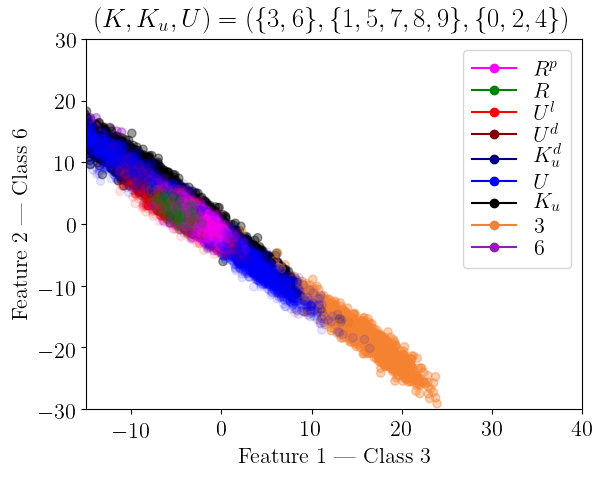 (K, K_u, U) = ({3, 6}, {1, 5, 7, 8, 9}, {0, 2, 4})
30
20
10
0
−10
−20
−30
Feature 2 — Class 6
R^p
R
U^l
U^d
K_u^d
U
K_u
3
6
−10
0
10
20
30
40
Feature 1 — Class 3